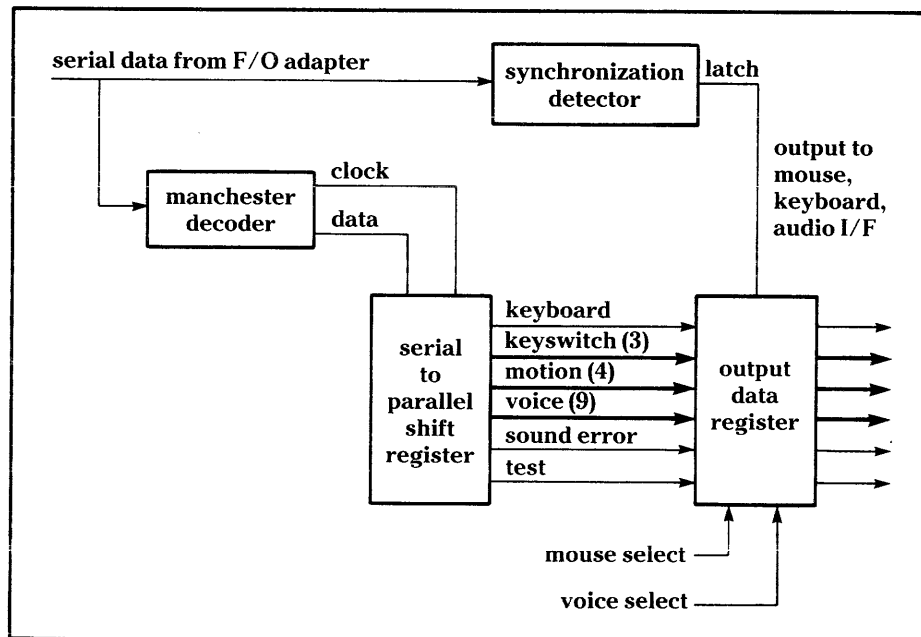 serial data from F/O adapter
synchronization
detector
latch
output to
mouse,
keyboard,
audio I/F
manchester
decoder
clock
data
serial
to
parallel
shift
register
keyboard
keyswitch (3)
motion (4)
voice (9)
sound error
test
output
data
register
mouse select
voice select